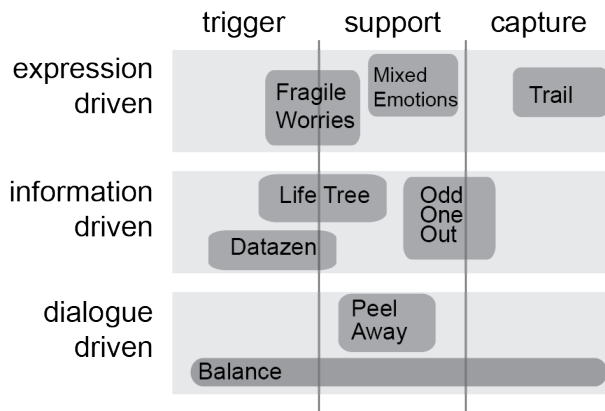 trigger support capture
expression
driven
Fragile
Worries
Mixed
Emotions
Trail
information
driven
Life Tree
Datazen
Odd
One
Out
dialogue
driven
Peel
Away
Balance